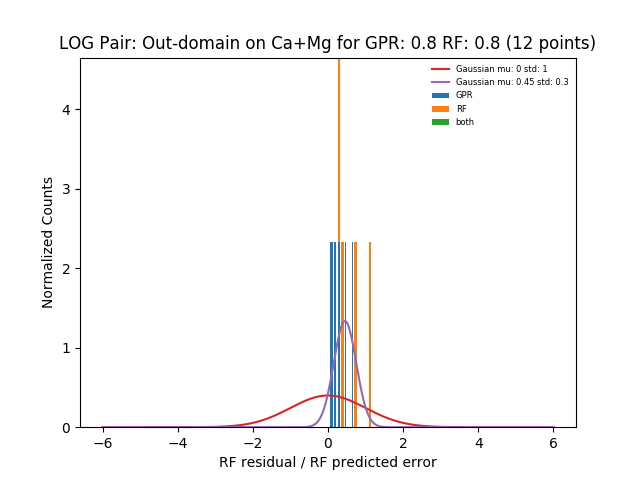 LOG Pair: Out-domain on Ca+Mg for GPR: 0.8 RF: 0.8 (12 points)
Gaussian mu: 0 std: 1
Gaussian mu: 0.45 std: 0.3
GPR
RF
both
Normalized Counts
4
3
2
1
0
−6 −4 −2 0 2 4 6
RF residual / RF predicted error